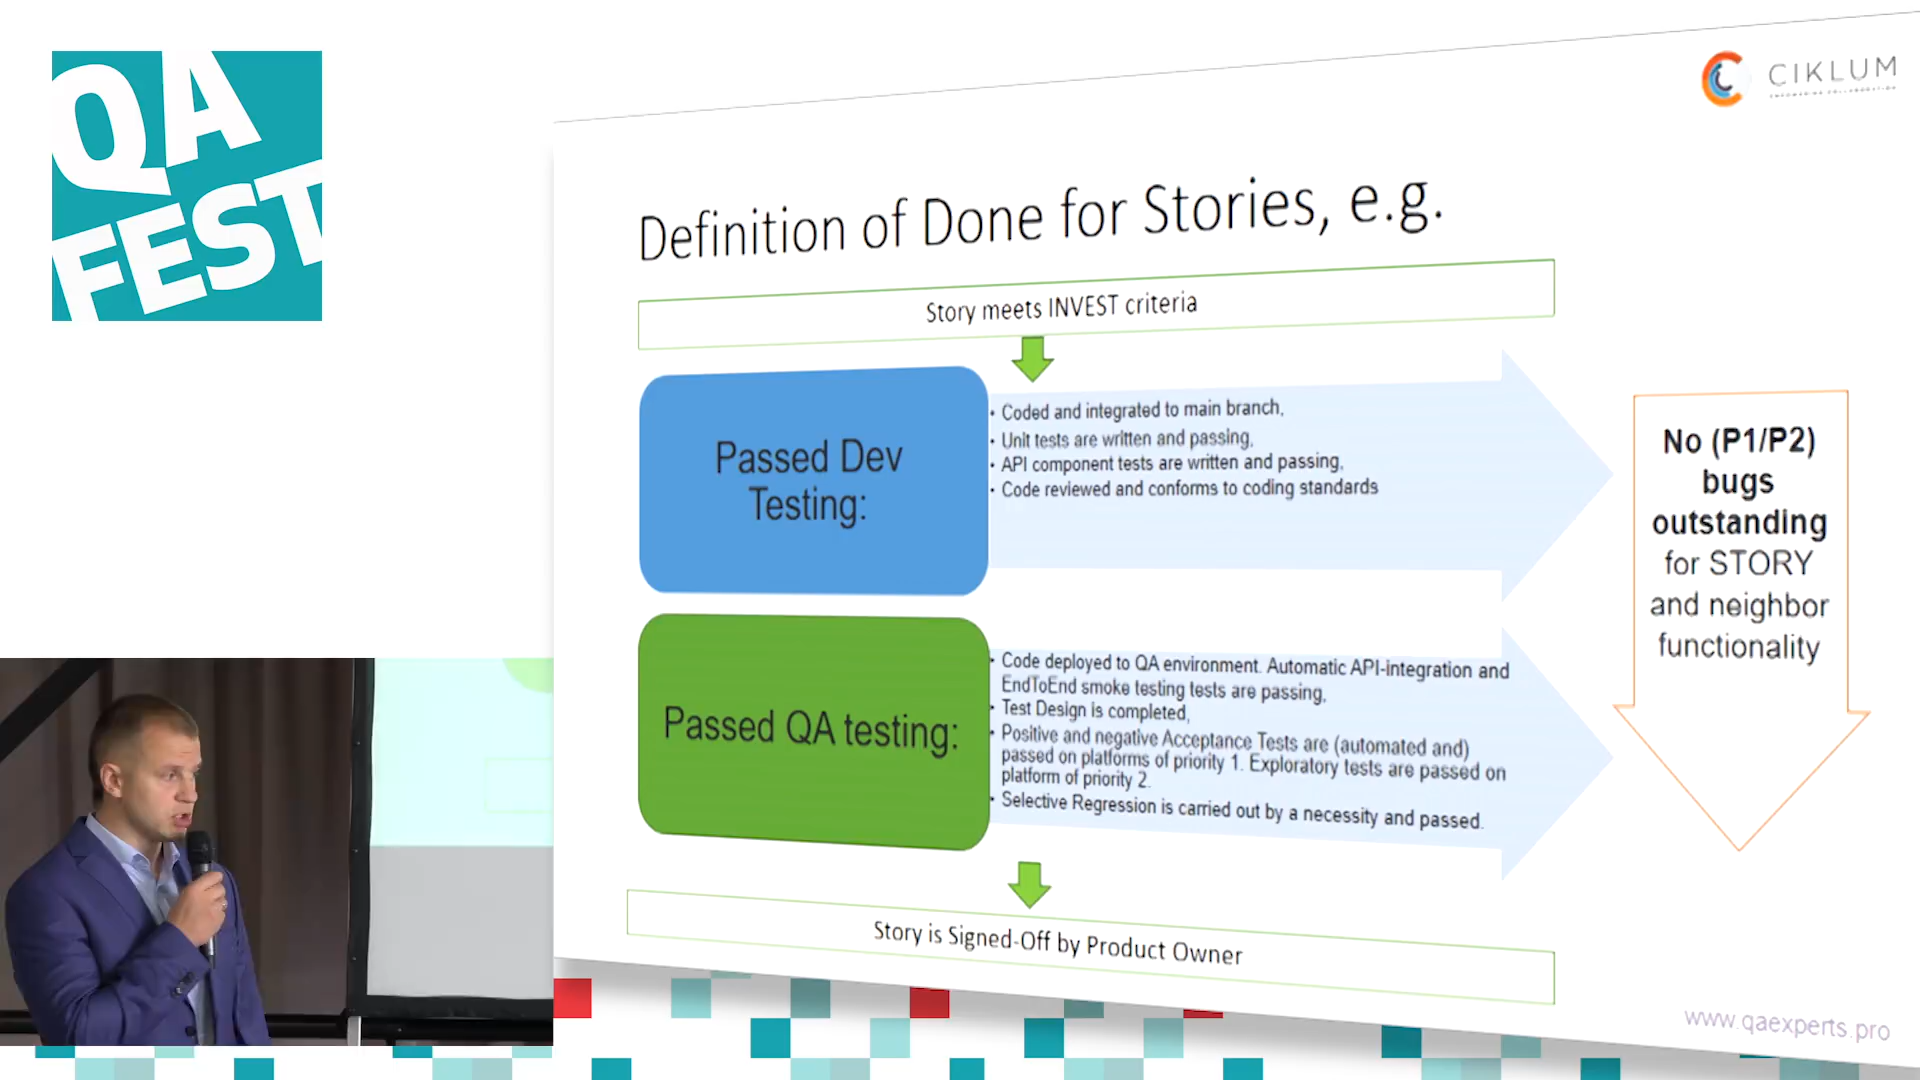 QA
FEST
CIKLUM
Definition of Done for Stories, e.g.
Story meets INVEST criteria
Passed Dev
Testing:
• Coded and integrated to main branch,
• Unit tests are written and passing,
• API component tests are written and passing,
• Code reviewed and conforms to coding standards
Passed QA testing:
• Code deployed to QA environment. Automatic API-integration and
EndToEnd smoke testing tests are passing,
• Test Design is completed,
• Positive and negative Acceptance Tests are (automated and)
passed on platforms of priority 1. Exploratory tests are passed on
platform of priority 2.
• Selective Regression is carried out by a necessity and passed.
No (P1/P2)
bugs
outstanding
for STORY
and neighbor
functionality
Story is Signed-Off by Product Owner
www.qaexperts.pro